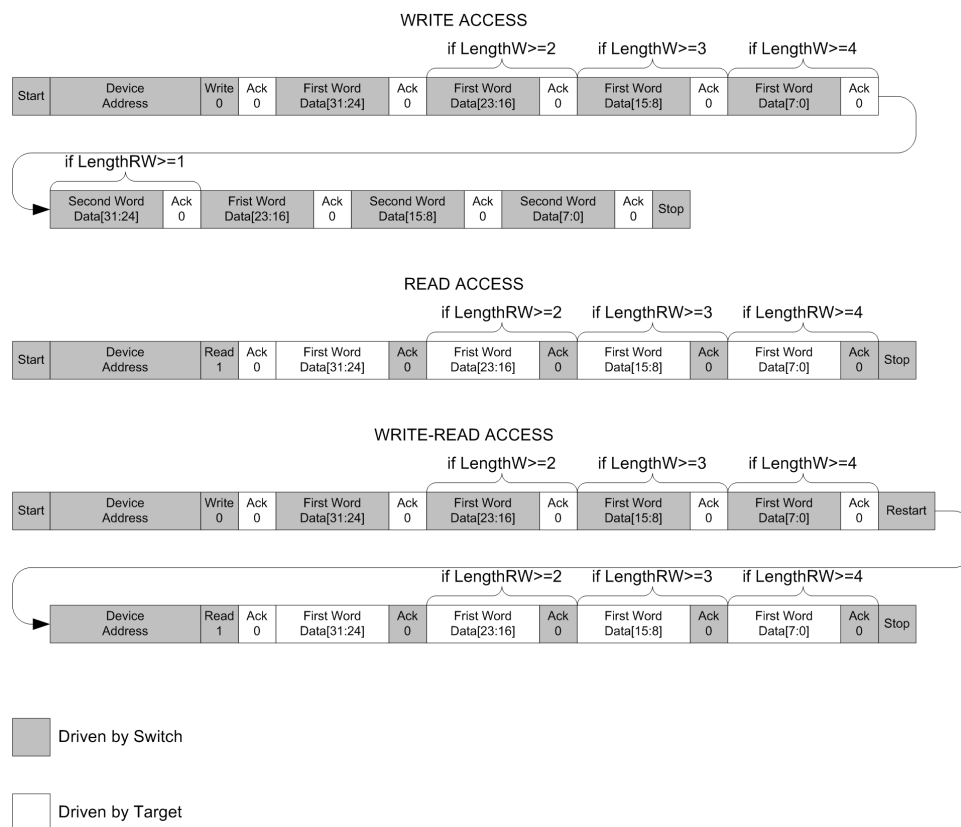 WRITE ACCESS
if LengthW>=2 if LengthW>=3 if LengthW>=4
Start Device Address Write 0 Ack 0 First Word Data[31:24] Ack 0 First Word Data[23:16] Ack 0 First Word Data[15:8] Ack 0 First Word Data[7:0] Ack 0
if LengthRW>=1
Second Word Data[31:24] Ack 0 Frist Word Data[23:16] Ack 0 Second Word Data[15:8] Ack 0 Second Word Data[7:0] Ack 0 Stop
READ ACCESS
if LengthRW>=2 if LengthRW>=3 if LengthRW>=4
Start Device Address Read 1 Ack 0 First Word Data[31:24] Ack 0 Frist Word Data[23:16] Ack 0 First Word Data[15:8] Ack 0 First Word Data[7:0] Ack 0 Stop
WRITE-READ ACCESS
if LengthW>=2 if LengthW>=3 if LengthW>=4
Start Device Address Write 0 Ack 0 First Word Data[31:24] Ack 0 First Word Data[23:16] Ack 0 First Word Data[15:8] Ack 0 First Word Data[7:0] Ack 0 Restart
if LengthRW>=2 if LengthRW>=3 if LengthRW>=4
Device Address Read 1 Ack 0 First Word Data[31:24] Ack 0 Frist Word Data[23:16] Ack 0 First Word Data[15:8] Ack 0 First Word Data[7:0] Ack 0 Stop
Driven by Switch
Driven by Target